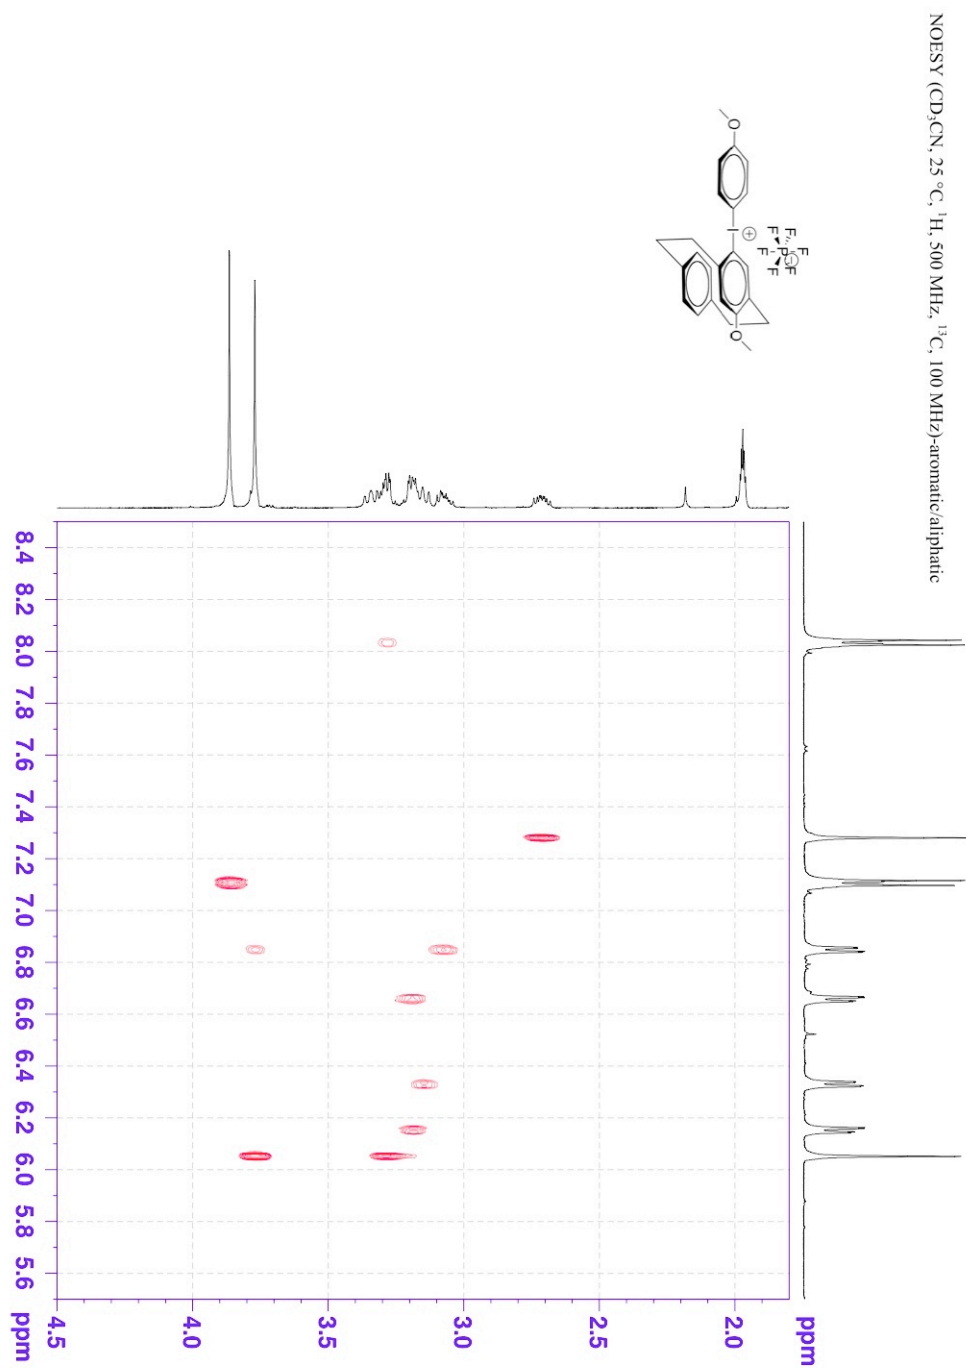 NOESY (CD₃CN, 25 °C, ¹H, 500 MHz, ¹³C, 100 MHz)-aromatic/aliphatic
O
I
⊕
F
F
F
P
⊖
F
F
F
O
8.4 8.2 8.0 7.8 7.6 7.4 7.2 7.0 6.8 6.6 6.4 6.2 6.0 5.8 5.6 ppm
4.5 4.0 3.5 3.0 2.5 2.0 ppm